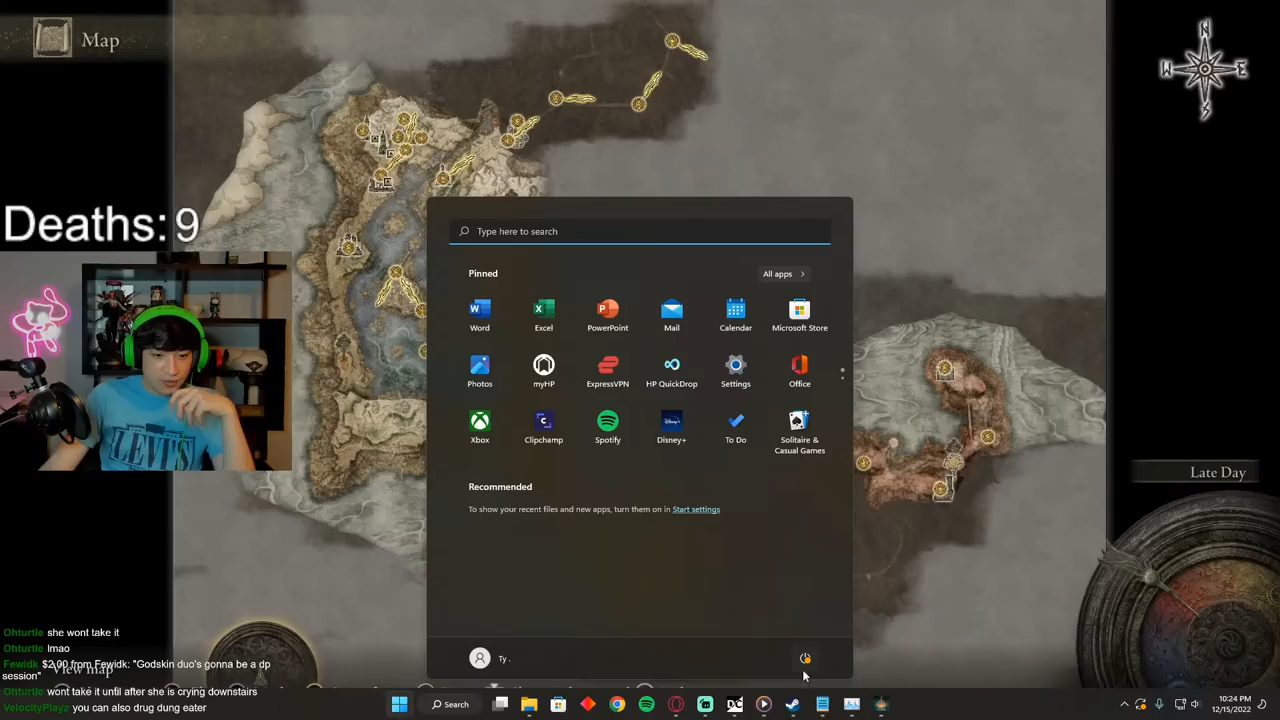 Map
N
W E
S
Deaths: 9
Type here to search
Pinned
All apps
Word
Excel
PowerPoint
Mail
Calendar
Microsoft Store
Photos
myHP
ExpressVPN
HP QuickDrop
Settings
Office
Xbox
Clipchamp
Spotify
Disney+
To Do
Solitaire &
Casual Games
Recommended
To show your recent files and new apps, turn them on in Start settings
Late Day
LEVI'S
Ohturtle she wont take it
Ohturtle lmao
Fewidk $2.00 from Fewidk: "Godskin duo's gonna be a dp
session"
View map
Ohturtle wont take it until after she is crying downstairs
VelocityPlayz you can also drug dung eater
Ty .
Search
10:24 PM
12/15/2022